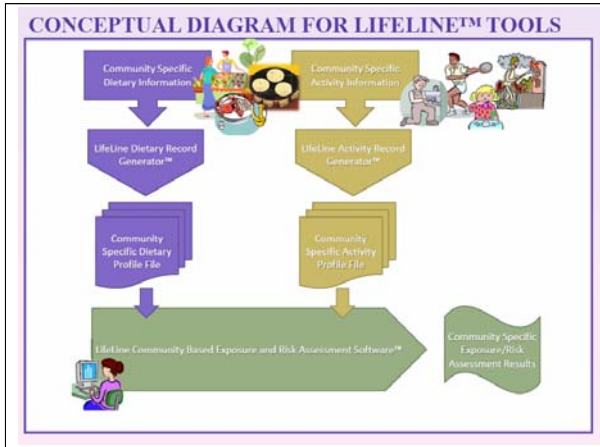 CONCEPTUAL DIAGRAM FOR LIFELINE™ TOOLS
Community Specific
Dietary Information
Community Specific
Activity Information
LifeLine Dietary Record
Generator™
LifeLine Activity Record
Generator™
Community
Specific Dietary
Profile File
Community
Specific Activity
Profile File
LifeLine Community Based Exposure and Risk Assessment Software™
Community Specific
Exposure/Risk
Assessment Results